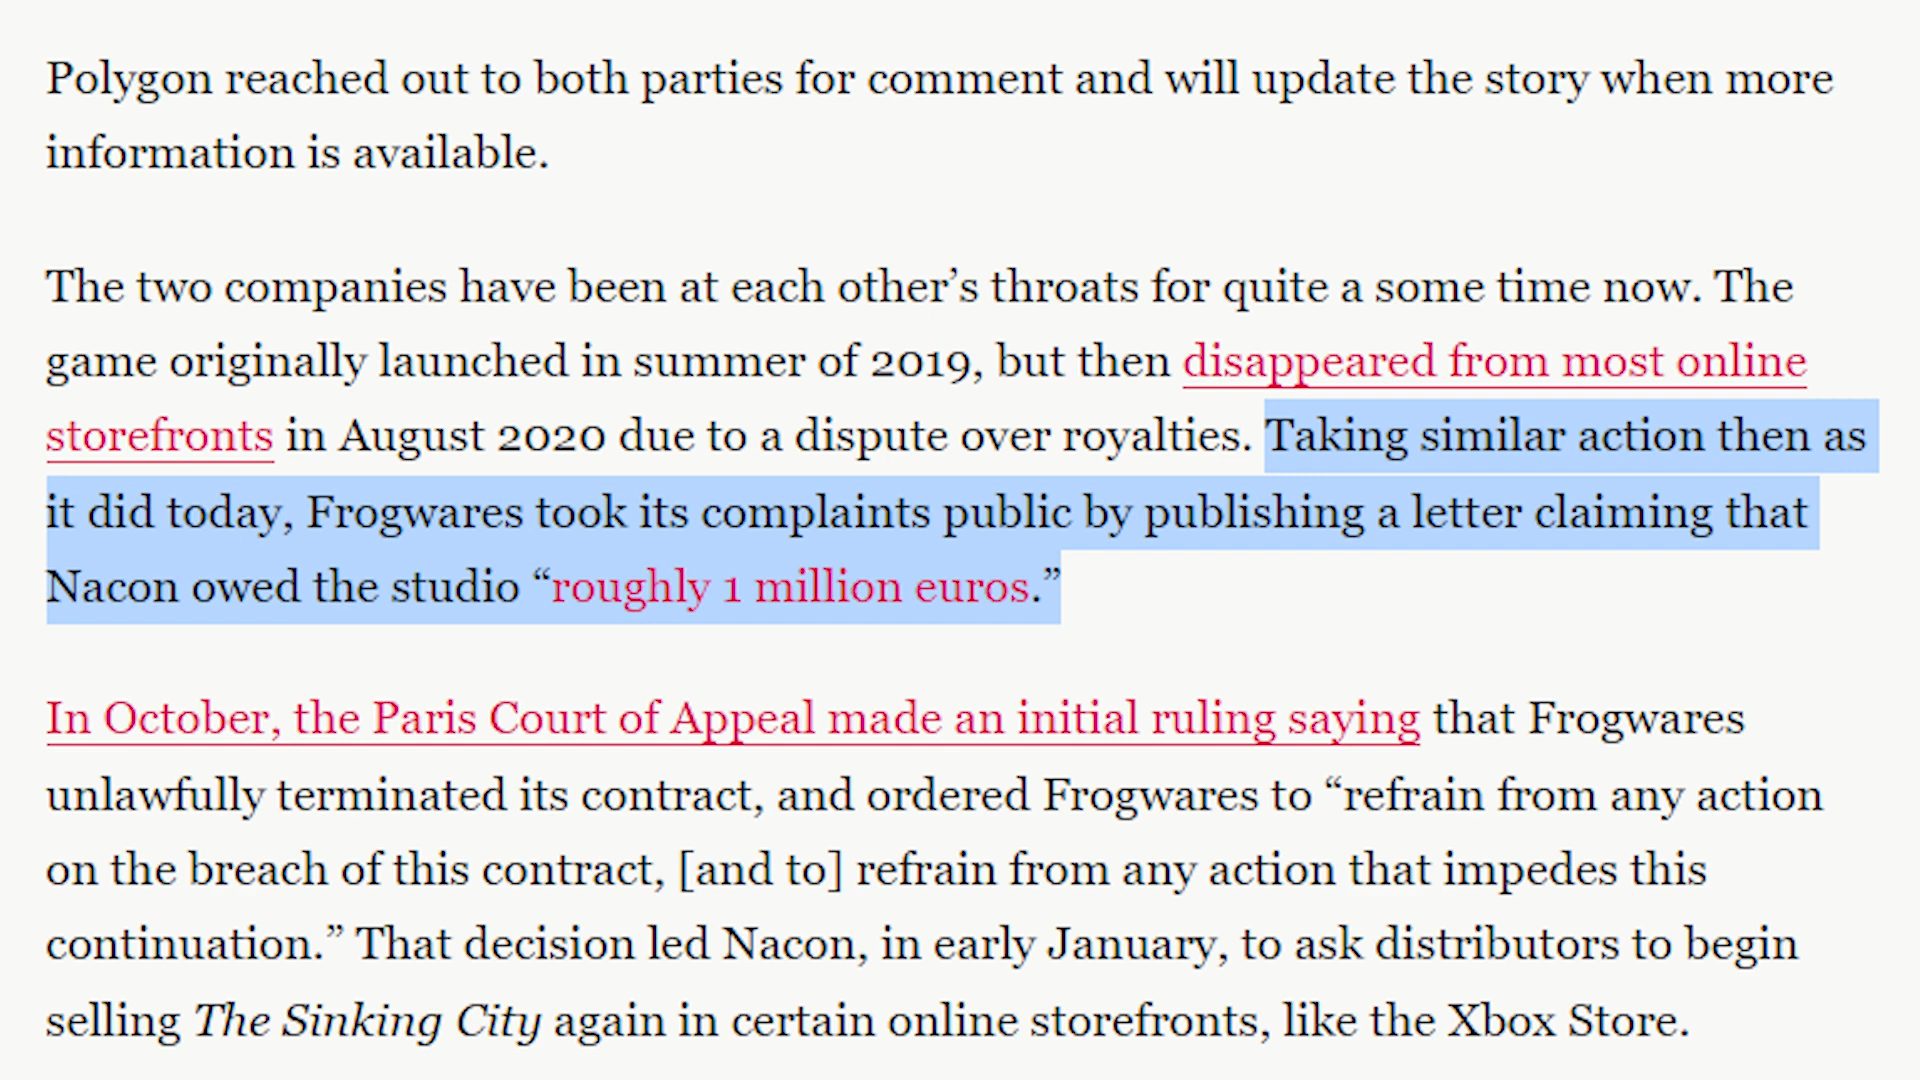 Polygon reached out to both parties for comment and will update the story when more
information is available.
The two companies have been at each other’s throats for quite a some time now. The
game originally launched in summer of 2019, but then disappeared from most online
storefronts in August 2020 due to a dispute over royalties. Taking similar action then as
it did today, Frogwares took its complaints public by publishing a letter claiming that
Nacon owed the studio “roughly 1 million euros.”
In October, the Paris Court of Appeal made an initial ruling saying that Frogwares
unlawfully terminated its contract, and ordered Frogwares to “refrain from any action
on the breach of this contract, [and to] refrain from any action that impedes this
continuation.” That decision led Nacon, in early January, to ask distributors to begin
selling The Sinking City again in certain online storefronts, like the Xbox Store.